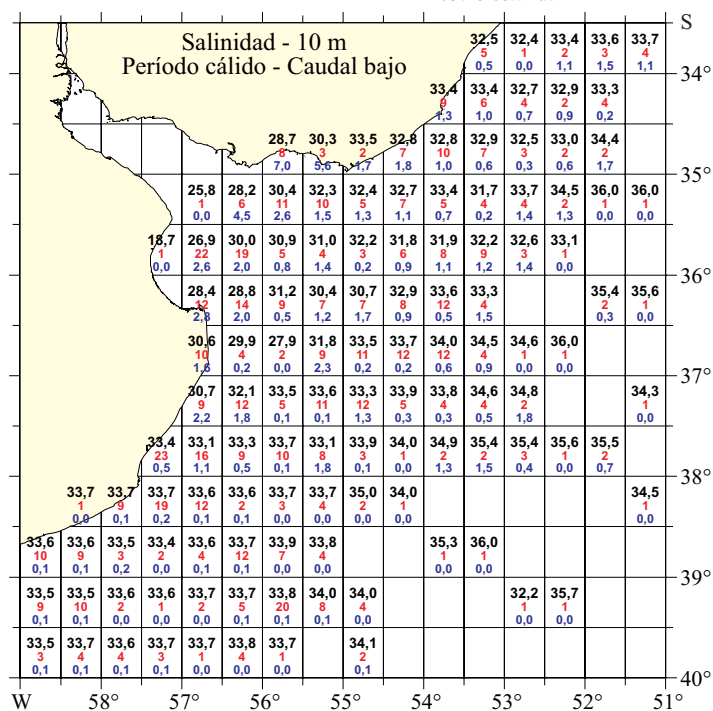 S
Salinidad - 10 m
Período cálido - Caudal bajo
32,5 32,4 33,4 33,6 33,7
5 1 2 3 4
0,5 0,0 1,1 1,5 1,1
34°
33,4 33,4 32,7 32,9 33,3
9 6 4 2 4
1,3 1,0 0,7 0,9 0,2
28,7 30,3 33,5 32,8 32,8 32,9 32,5 33,0 34,4
8 3 2 7 10 7 3 2 2
7,0 5,6 1,7 1,8 1,0 0,6 0,3 0,6 1,7
35°
25,8 28,2 30,4 32,3 32,4 32,7 33,4 31,7 33,7 34,5 36,0 36,0
1 6 11 10 5 7 5 4 4 2 1 1
0,0 4,5 2,6 1,5 1,3 1,1 0,7 0,2 1,4 1,3 0,0 0,0
18,7 26,9 30,0 30,9 31,0 32,2 31,8 31,9 32,2 32,6 33,1
1 22 19 5 4 3 6 8 9 3 1
0,0 2,6 2,0 0,8 1,4 0,2 0,9 1,1 1,2 1,4 0,0
36°
28,4 28,8 31,2 30,4 30,7 32,9 33,6 33,3 35,4 35,6
12 14 9 7 7 8 12 4 2 1
2,8 2,0 0,5 1,2 1,7 0,9 0,5 1,5 0,3 0,0
30,6 29,9 27,9 31,8 33,5 33,7 34,0 34,5 34,6 36,0
10 4 2 9 11 12 12 4 1 1
1,6 0,2 0,0 2,3 0,2 0,2 0,6 0,9 0,0 0,0
37°
30,7 32,1 33,5 33,6 33,3 33,9 33,8 34,6 34,8 34,3
9 12 5 11 12 5 4 4 2 1
2,2 1,8 0,1 0,1 1,3 0,3 0,3 0,5 1,8 0,0
33,4 33,1 33,3 33,7 33,1 33,9 34,0 34,9 35,4 35,4 35,6 35,5
23 16 9 10 8 3 1 2 2 3 1 2
0,5 1,1 0,5 0,1 1,8 0,1 0,0 1,3 1,5 0,4 0,0 0,7
38°
33,7 33,7 33,7 33,6 33,6 33,7 33,7 35,0 34,0 34,5
1 9 19 12 2 3 4 2 1 1
0,0 0,1 0,2 0,1 0,1 0,0 0,0 0,0 0,0 0,0
33,6 33,6 33,5 33,4 33,6 33,7 33,9 33,8 35,3 36,0
10 9 3 2 4 12 7 4 1 1
0,1 0,1 0,2 0,0 0,1 0,1 0,0 0,0 0,0 0,0
39°
33,5 33,5 33,6 33,6 33,7 33,7 33,8 34,0 34,0 32,2 35,7
9 10 2 1 2 5 20 8 4 1 1
0,1 0,1 0,0 0,0 0,0 0,1 0,1 0,1 0,0 0,0 0,0
33,5 33,7 33,6 33,7 33,7 33,8 33,7 34,1
3 4 4 3 1 4 1 2
0,1 0,1 0,1 0,1 0,0 0,0 0,0 0,1
40°
W 58° 57° 56° 55° 54° 53° 52° 51°